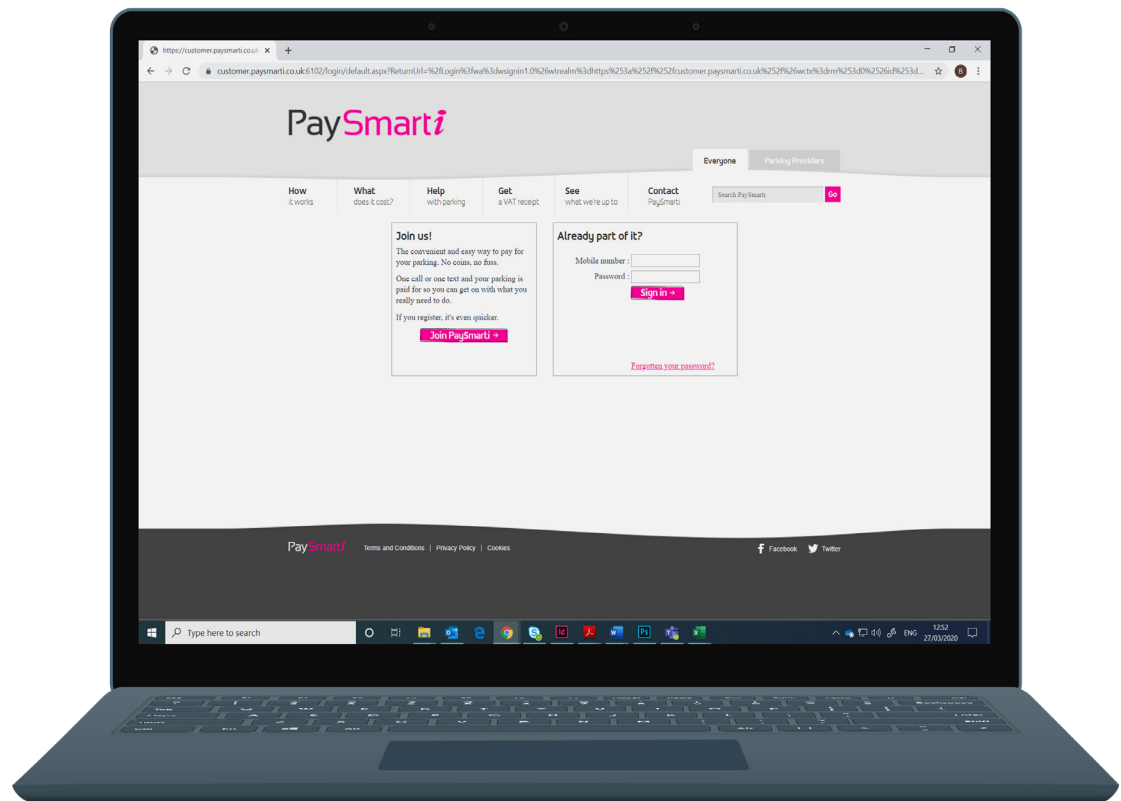 https://customer.paysmarti.co.uk
customer.paysmarti.co.uk:6102/login/default.aspx?ReturnUrl=%2fLogin%3fwa%3dwsignin1.0%26wtrealm%3dhttps%253a%252f%252fcustomer.paysmarti.co.uk%252f%26wctx%3drm%253d0%2526id%253d...
B
PaySmarti
Everyone
Parking Providers
How it works
What does it cost?
Help with parking
Get a VAT receipt
See what we're up to
Contact PaySmarti
Search PaySmarti
Go
Join us!
The convenient and easy way to pay for
your parking. No coins, no fuss.
One call or one text and your parking is
paid for so you can get on with what you
really need to do.
If you register, it's even quicker.
Join PaySmarti
Already part of it?
Mobile number :
Password :
Sign in
Forgotten your password?
PaySmarti
Terms and Conditions | Privacy Policy | Cookies
Facebook
Twitter
Type here to search
ENG
12:52
27/03/2020